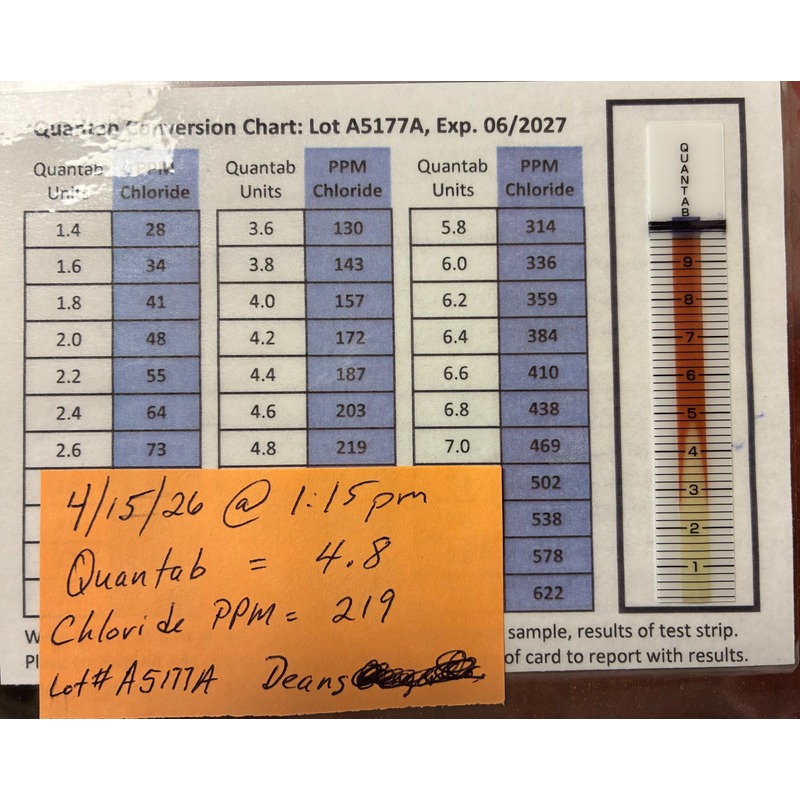 Quantab Conversion Chart: Lot A5177A, Exp. 06/2027
Quantab Units PPM Chloride Quantab Units PPM Chloride Quantab Units PPM Chloride
1.4 28 3.6 130 5.8 314
1.6 34 3.8 143 6.0 336
1.8 41 4.0 157 6.2 359
2.0 48 4.2 172 6.4 384
2.2 55 4.4 187 6.6 410
2.4 64 4.6 203 6.8 438
2.6 73 4.8 219 7.0 469
502
538
578
622
sample, results of test strip.
of card to report with results.
QUANTAB
9
8
7
6
5
4
3
2
1
4/15/26 @ 1:15pm
Quantab = 4.8
Chloride PPM = 219
Lot# A5177A Deans